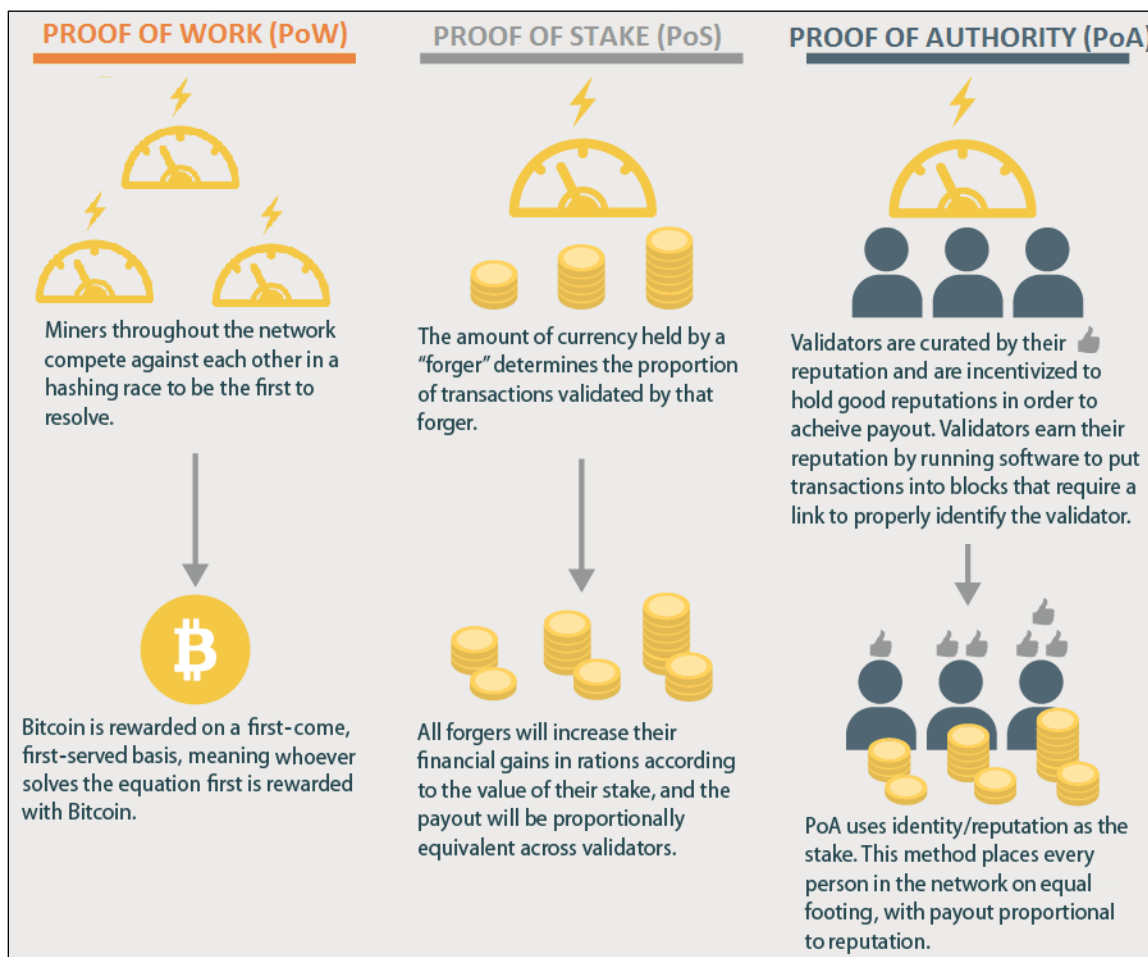 PROOF OF WORK (PoW)
Miners throughout the network
compete against each other in a
hashing race to be the first to
resolve.
Bitcoin is rewarded on a first-come,
first-served basis, meaning whoever
solves the equation first is rewarded
with Bitcoin.
PROOF OF STAKE (PoS)
The amount of currency held by a
“forger” determines the proportion
of transactions validated by that
forger.
All forgers will increase their
financial gains in rations according
to the value of their stake, and the
payout will be proportionally
equivalent across validators.
PROOF OF AUTHORITY (PoA)
Validators are curated by their
reputation and are incentivized to
hold good reputations in order to
acheive payout. Validators earn their
reputation by running software to put
transactions into blocks that require a
link to properly identify the validator.
PoA uses identity/reputation as the
stake. This method places every
person in the network on equal
footing, with payout proportional
to reputation.